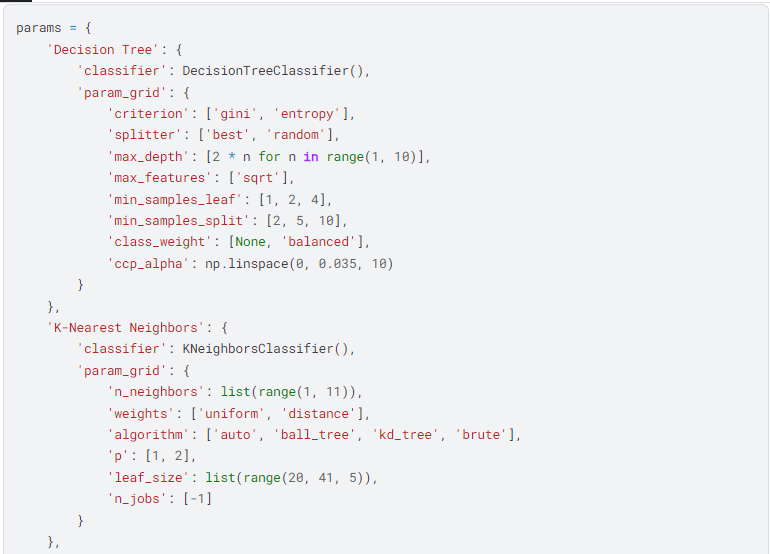 params = {
    'Decision Tree': {
        'classifier': DecisionTreeClassifier(),
        'param_grid': {
            'criterion': ['gini', 'entropy'],
            'splitter': ['best', 'random'],
            'max_depth': [2 * n for n in range(1, 10)],
            'max_features': ['sqrt'],
            'min_samples_leaf': [1, 2, 4],
            'min_samples_split': [2, 5, 10],
            'class_weight': [None, 'balanced'],
            'ccp_alpha': np.linspace(0, 0.035, 10)
        }
    },
    'K-Nearest Neighbors': {
        'classifier': KNeighborsClassifier(),
        'param_grid': {
            'n_neighbors': list(range(1, 11)),
            'weights': ['uniform', 'distance'],
            'algorithm': ['auto', 'ball_tree', 'kd_tree', 'brute'],
            'p': [1, 2],
            'leaf_size': list(range(20, 41, 5)),
            'n_jobs': [-1]
        }
    },